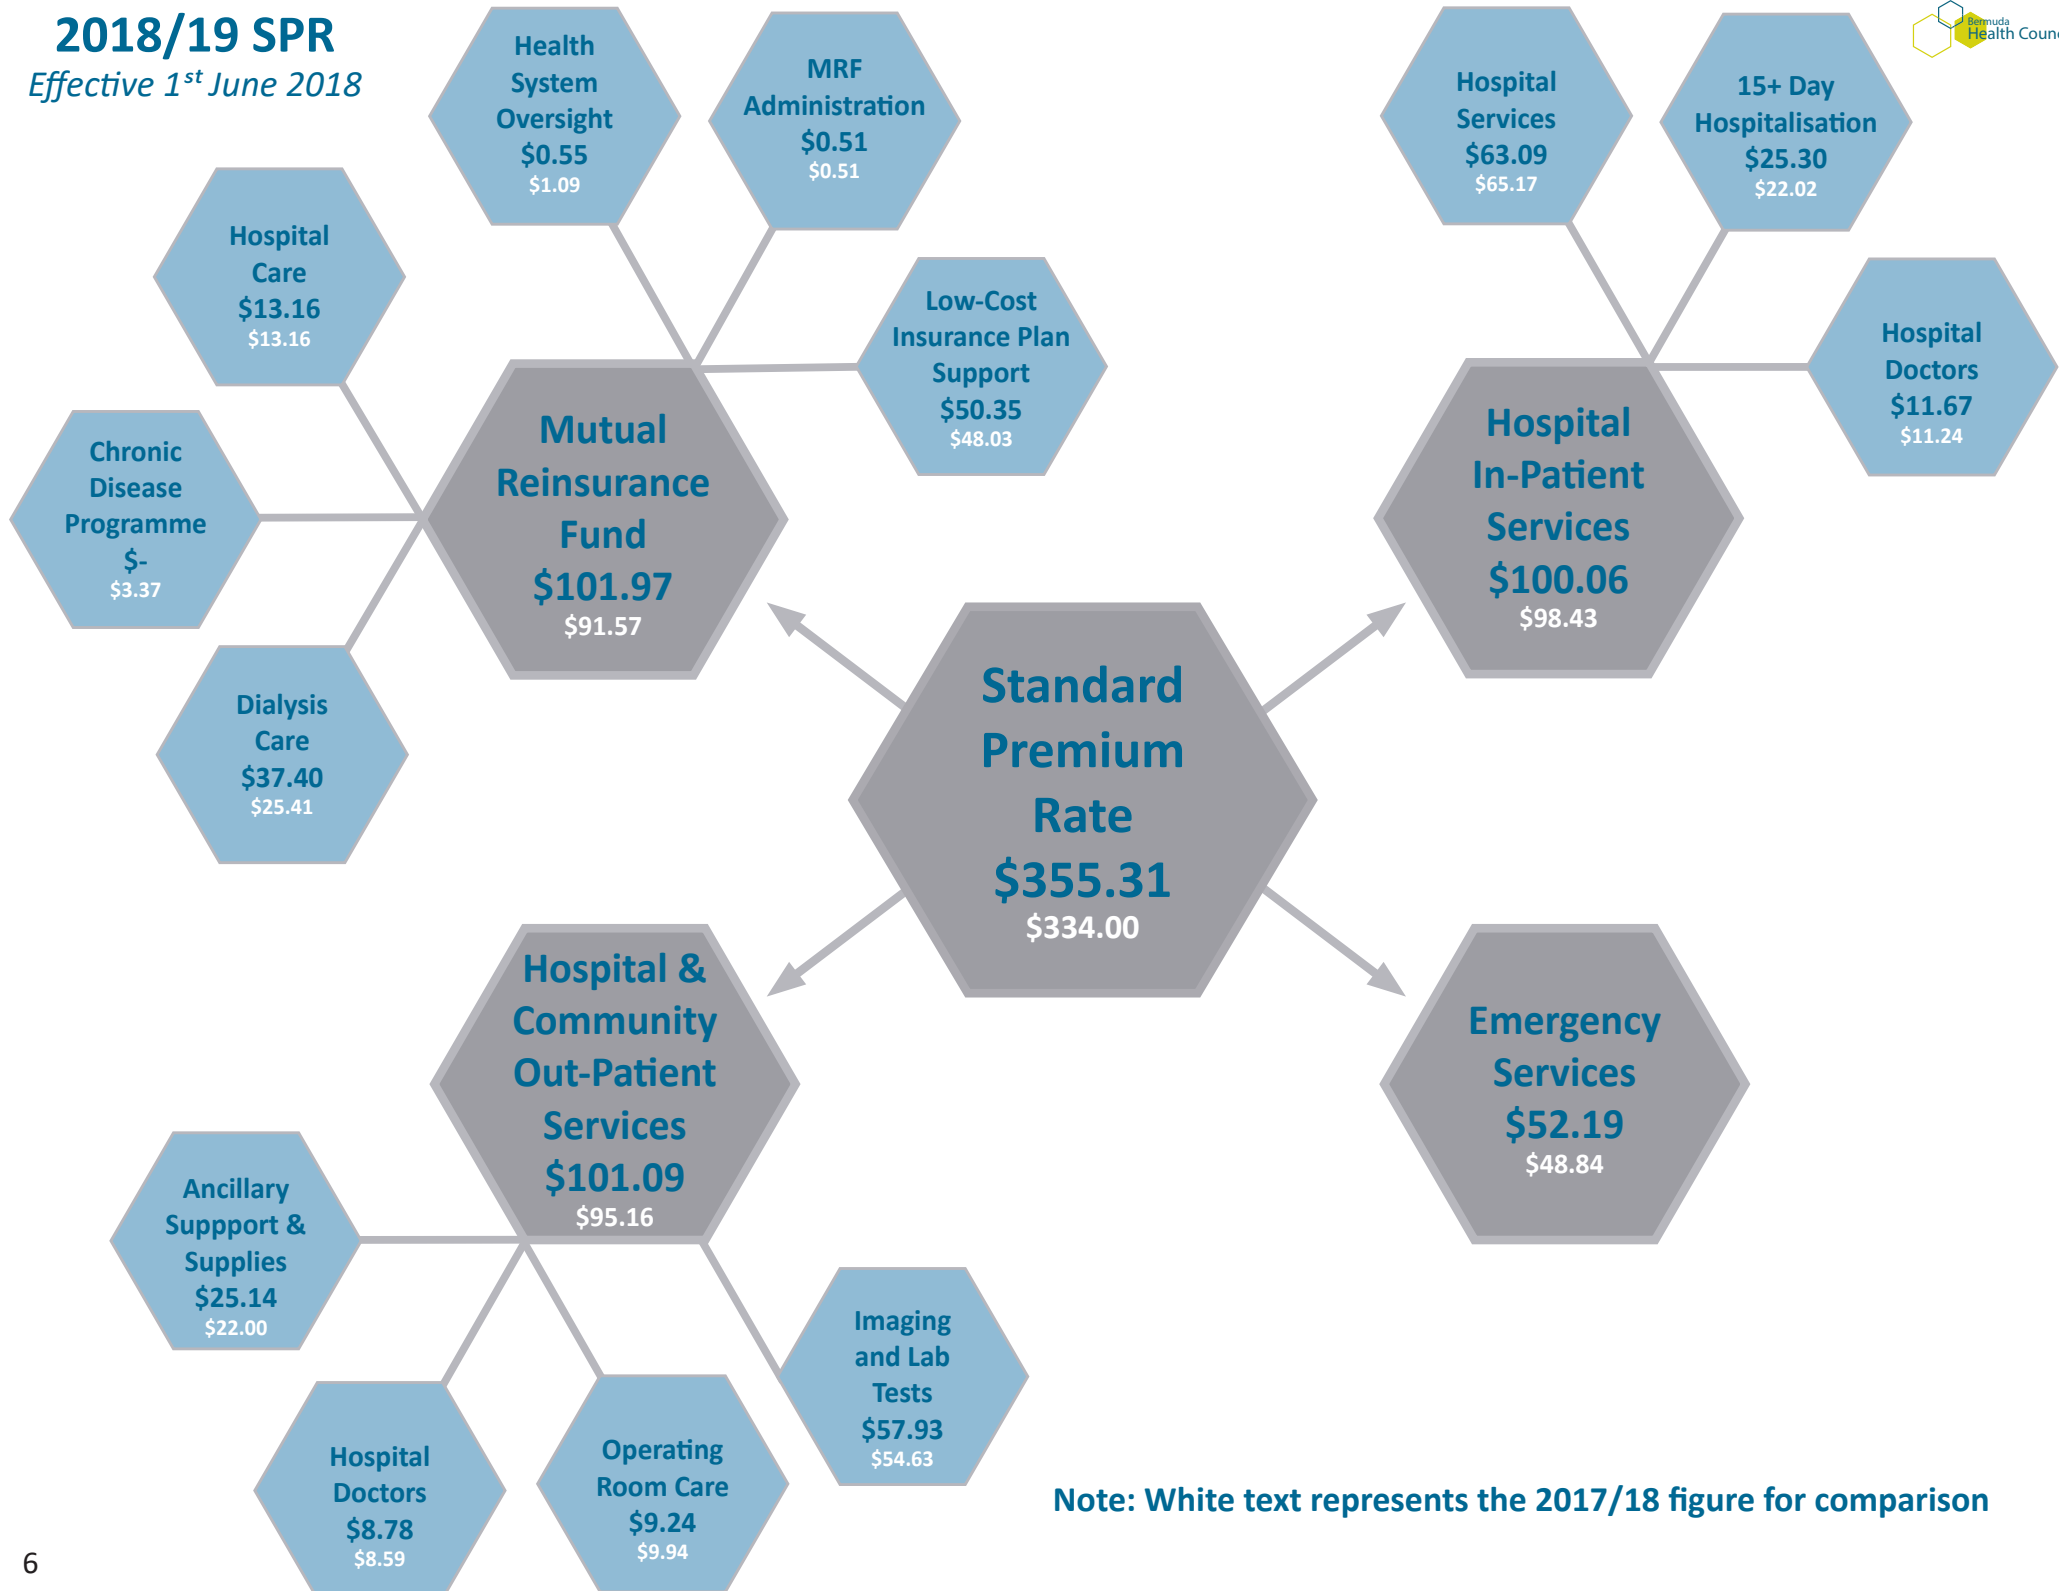 2018/19 SPR
Effective 1st June 2018
Bermuda
Health Counc
Health
System
Oversight
$0.55
$1.09
MRF
Administration
$0.51
$0.51
Hospital
Care
$13.16
$13.16
Low-Cost
Insurance Plan
Support
$50.35
$48.03
Chronic
Disease
Programme
$-
$3.37
Dialysis
Care
$37.40
$25.41
Mutual
Reinsurance
Fund
$101.97
$91.57
Hospital
Services
$63.09
$65.17
15+ Day
Hospitalisation
$25.30
$22.02
Hospital
Doctors
$11.67
$11.24
Hospital
In-Patient
Services
$100.06
$98.43
Standard
Premium
Rate
$355.31
$334.00
Hospital &
Community
Out-Patient
Services
$101.09
$95.16
Emergency
Services
$52.19
$48.84
Ancillary
Suppport &
Supplies
$25.14
$22.00
Hospital
Doctors
$8.78
$8.59
Operating
Room Care
$9.24
$9.94
Imaging
and Lab
Tests
$57.93
$54.63
Note: White text represents the 2017/18 figure for comparison
6